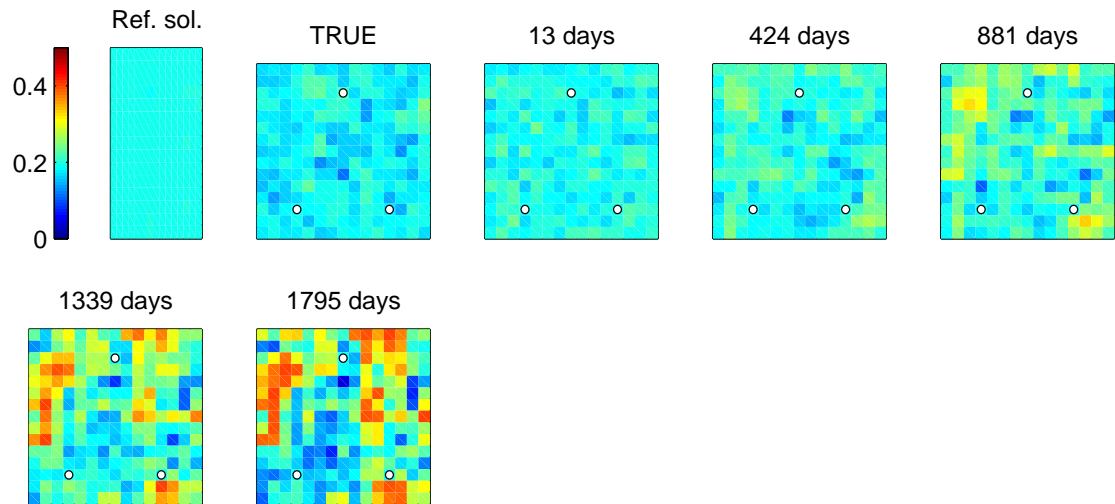 Ref. sol.
TRUE
13 days
424 days
881 days
0.4
0.2
0
1339 days
1795 days